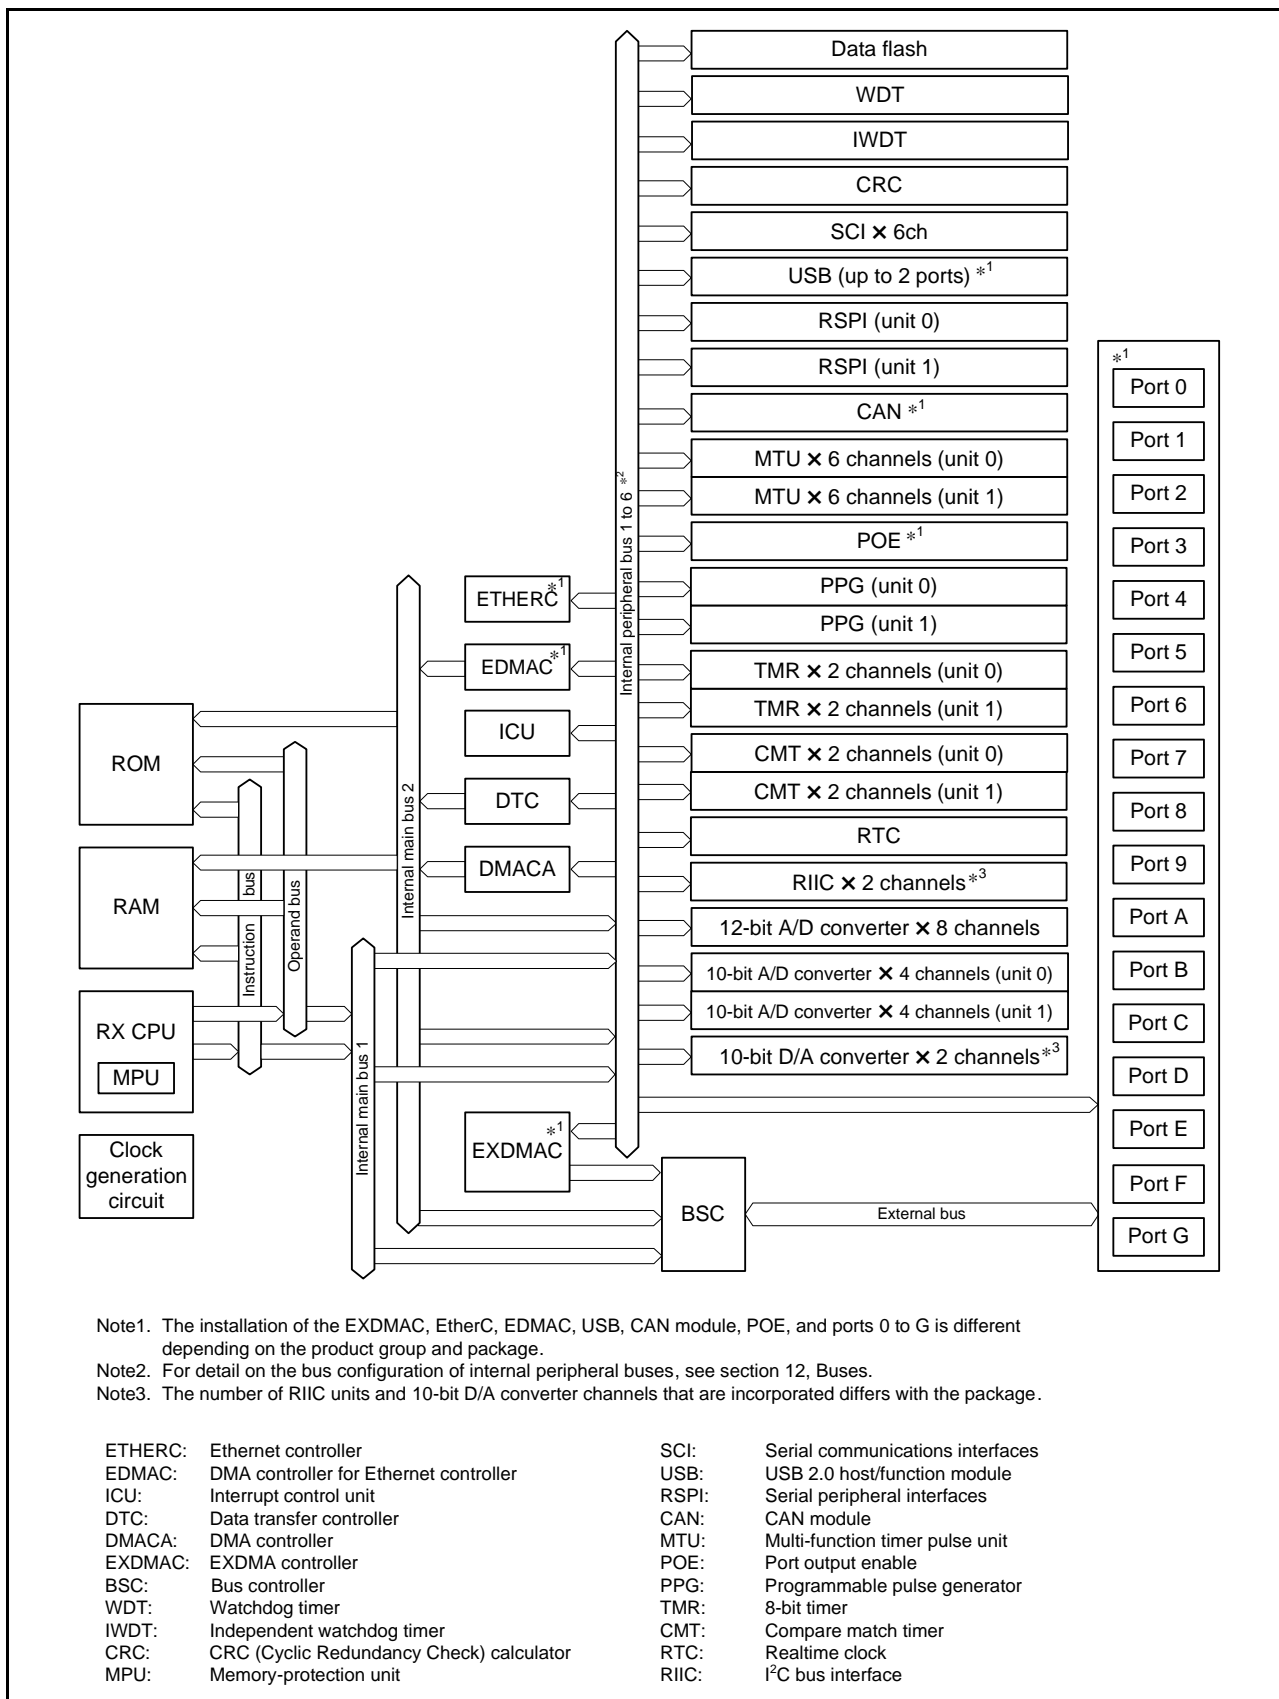 Data flash
WDT
IWDT
CRC
SCI × 6ch
USB (up to 2 ports) *1
RSPI (unit 0)
RSPI (unit 1)
CAN *1
MTU × 6 channels (unit 0)
MTU × 6 channels (unit 1)
POE *1
PPG (unit 0)
PPG (unit 1)
TMR × 2 channels (unit 0)
TMR × 2 channels (unit 1)
CMT × 2 channels (unit 0)
CMT × 2 channels (unit 1)
RTC
RIIC × 2 channels*3
12-bit A/D converter × 8 channels
10-bit A/D converter × 4 channels (unit 0)
10-bit A/D converter × 4 channels (unit 1)
10-bit D/A converter × 2 channels*3
*1
Port 0
Port 1
Port 2
Port 3
Port 4
Port 5
Port 6
Port 7
Port 8
Port 9
Port A
Port B
Port C
Port D
Port E
Port F
Port G
Internal peripheral bus 1 to 6 *2
ETHERC*1
EDMAC*1
ICU
DTC
DMACA
EXDMAC*1
Internal main bus 2
Internal main bus 1
Operand bus
Instruction bus
ROM
RAM
RX CPU
MPU
Clock
generation
circuit
BSC
External bus
Note1. The installation of the EXDMAC, EtherC, EDMAC, USB, CAN module, POE, and ports 0 to G is different
depending on the product group and package.
Note2. For detail on the bus configuration of internal peripheral buses, see section 12, Buses.
Note3. The number of RIIC units and 10-bit D/A converter channels that are incorporated differs with the package.
ETHERC: Ethernet controller
EDMAC: DMA controller for Ethernet controller
ICU: Interrupt control unit
DTC: Data transfer controller
DMACA: DMA controller
EXDMAC: EXDMA controller
BSC: Bus controller
WDT: Watchdog timer
IWDT: Independent watchdog timer
CRC: CRC (Cyclic Redundancy Check) calculator
MPU: Memory-protection unit
SCI: Serial communications interfaces
USB: USB 2.0 host/function module
RSPI: Serial peripheral interfaces
CAN: CAN module
MTU: Multi-function timer pulse unit
POE: Port output enable
PPG: Programmable pulse generator
TMR: 8-bit timer
CMT: Compare match timer
RTC: Realtime clock
RIIC: I2C bus interface